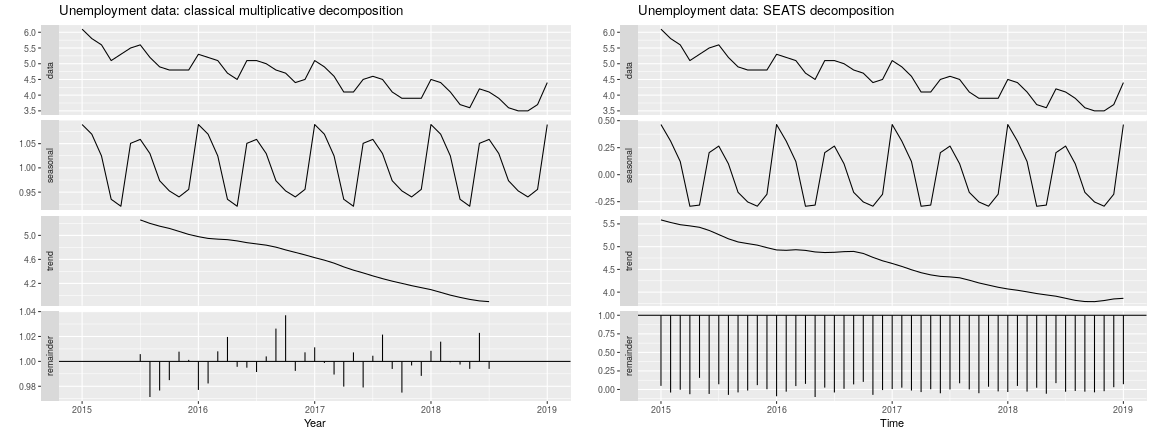 Unemployment data: classical multiplicative decomposition
6.0
5.5
5.0
4.5
4.0
3.5
data
1.05
1.00
0.95
seasonal
5.0
4.6
4.2
trend
1.04
1.02
1.00
0.98
remainder
2015 2016 2017 2018 2019
Year
Unemployment data: SEATS decomposition
6.0
5.5
5.0
4.5
4.0
3.5
data
0.50
0.25
0.00
-0.25
seasonal
5.5
5.0
4.5
4.0
trend
1.00
0.75
0.50
0.25
0.00
remainder
2015 2016 2017 2018 2019
Time